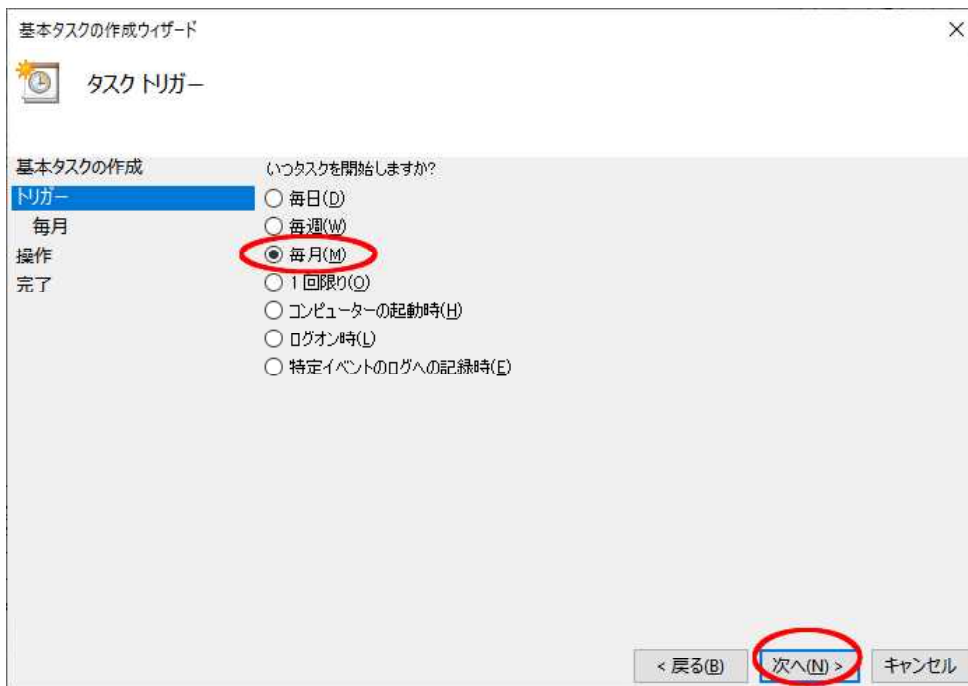 基本タスクの作成ウィザード
タスク トリガー
基本タスクの作成
トリガー
毎月
操作
完了
いつタスクを開始しますか?
毎日(D)
毎週(W)
毎月(M)
1 回限り(O)
コンピューターの起動時(H)
ログオン時(L)
特定イベントのログへの記録時(E)
< 戻る(B)
次へ(N) >
キャンセル